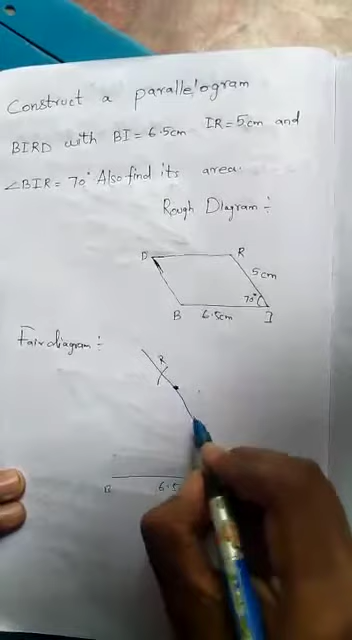 Construct a parallelogram
BIRD with BI = 6.5cm IR = 5cm and
∠BIR = 70° Also find its area.
Rough Diagram :-
D R
5cm
70°
B 6.5cm I
Fair diagram :-
R
B 6.5